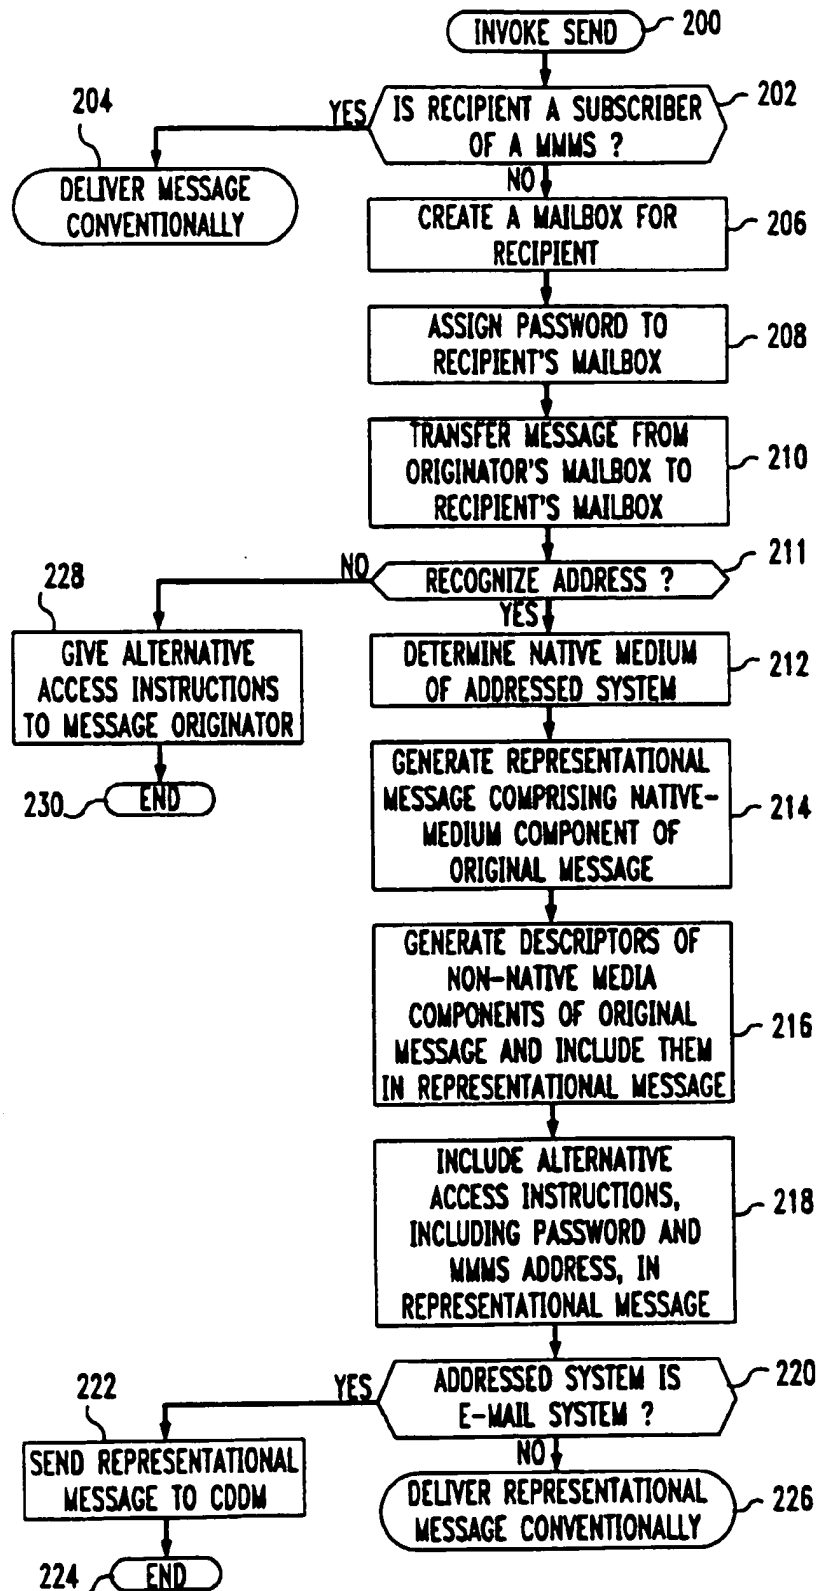 INVOKE SEND
200
IS RECIPIENT A SUBSCRIBER
OF A MMMS ?
202
YES
204
DELIVER MESSAGE
CONVENTIONALLY
NO
CREATE A MAILBOX FOR
RECIPIENT
206
ASSIGN PASSWORD TO
RECIPIENT'S MAILBOX
208
TRANSFER MESSAGE FROM
ORIGINATOR'S MAILBOX TO
RECIPIENT'S MAILBOX
210
RECOGNIZE ADDRESS ?
211
NO
228
GIVE ALTERNATIVE
ACCESS INSTRUCTIONS
TO MESSAGE ORIGINATOR
END
230
YES
DETERMINE NATIVE MEDIUM
OF ADDRESSED SYSTEM
212
GENERATE REPRESENTATIONAL
MESSAGE COMPRISING NATIVE-
MEDIUM COMPONENT OF
ORIGINAL MESSAGE
214
GENERATE DESCRIPTORS OF
NON-NATIVE MEDIA
COMPONENTS OF ORIGINAL
MESSAGE AND INCLUDE THEM
IN REPRESENTATIONAL MESSAGE
216
INCLUDE ALTERNATIVE
ACCESS INSTRUCTIONS,
INCLUDING PASSWORD AND
MMMS ADDRESS, IN
REPRESENTATIONAL MESSAGE
218
ADDRESSED SYSTEM IS
E-MAIL SYSTEM ?
220
YES
222
SEND REPRESENTATIONAL
MESSAGE TO CDDM
END
224
NO
DELIVER REPRESENTATIONAL
MESSAGE CONVENTIONALLY
226